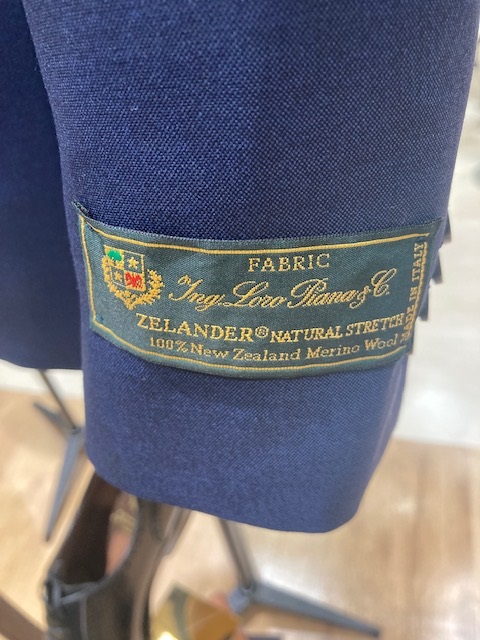 FABRIC
Ing. Loro Piana & C.
ZELANDER® NATURAL STRETCH
100% New Zealand Merino Wool
MADE IN ITALY